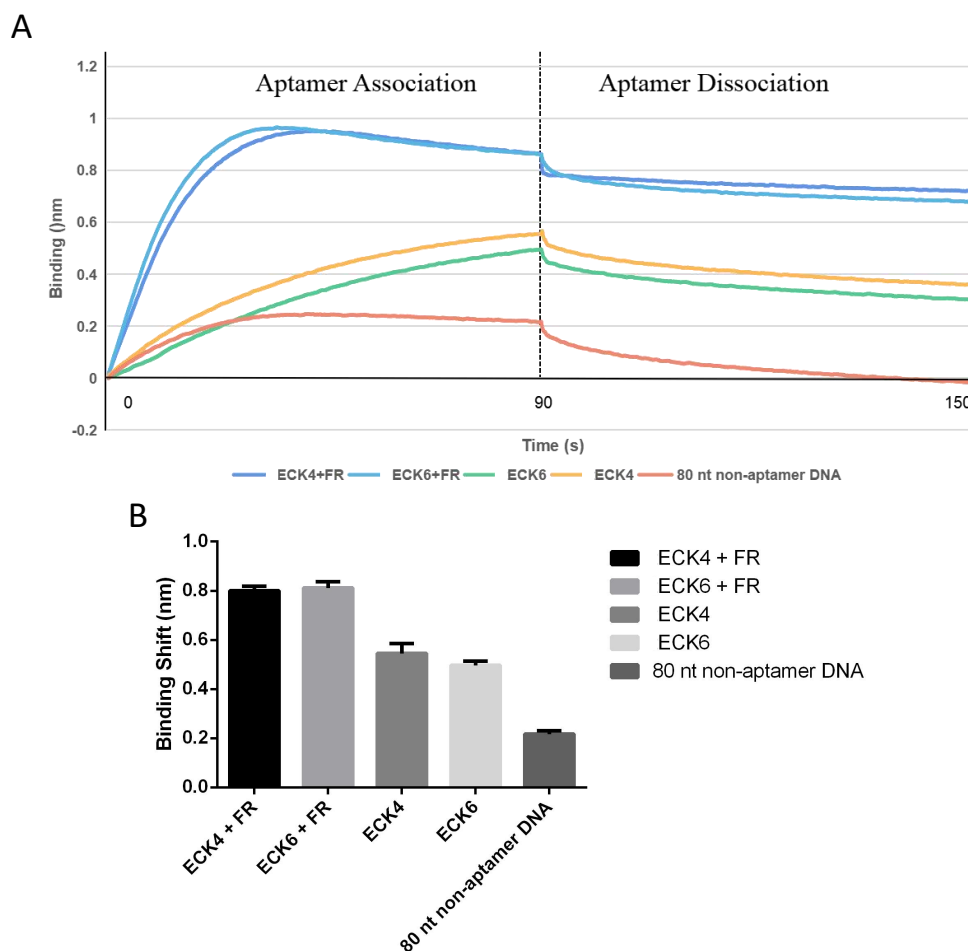 A
Aptamer Association
Aptamer Dissociation
Binding ()nm
1.2
1
0.8
0.6
0.4
0.2
0
-0.2
0
90
150
Time (s)
ECK4+FR
ECK6+FR
ECK6
ECK4
80 nt non-aptamer DNA
B
Binding Shift (nm)
1.0
0.8
0.6
0.4
0.2
0.0
ECK4 + FR
ECK6 + FR
ECK4
ECK6
80 nt non-aptamer DNA
ECK4 + FR
ECK6 + FR
ECK4
ECK6
80 nt non-aptamer DNA